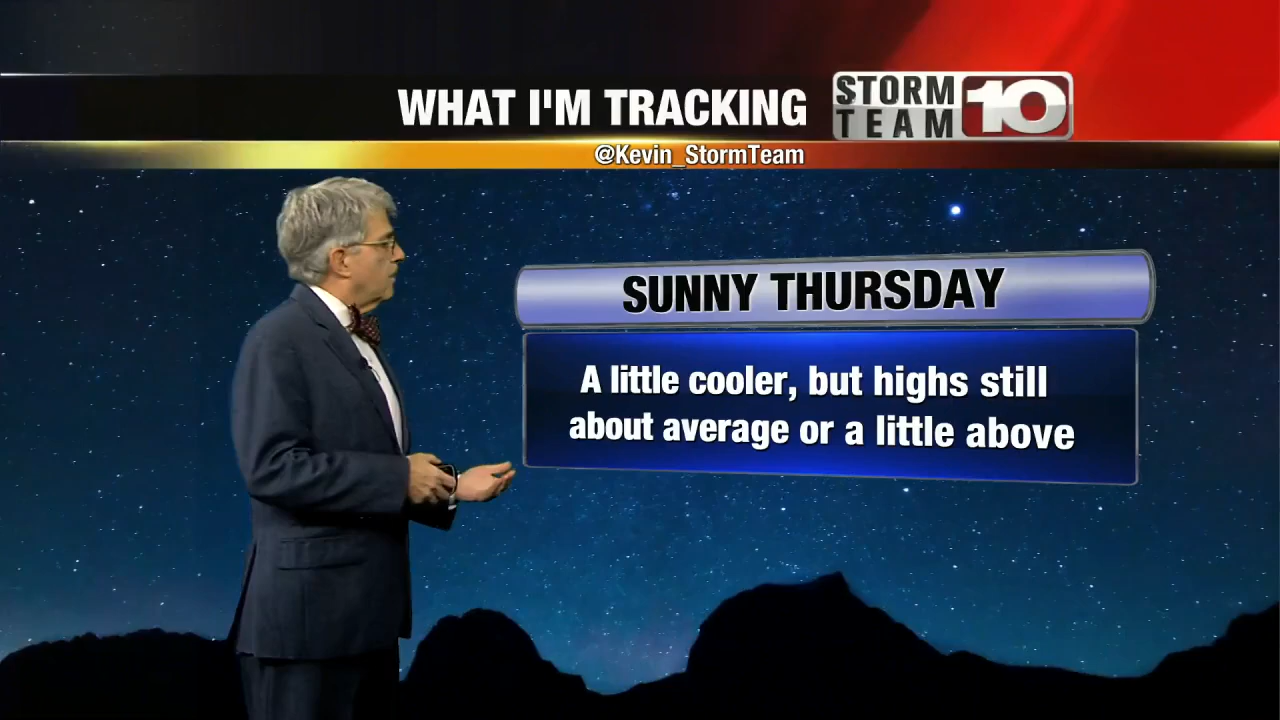 WHAT I'M TRACKING
STORM
TEAM
10
@Kevin_StormTeam
SUNNY THURSDAY
A little cooler, but highs still
about average or a little above